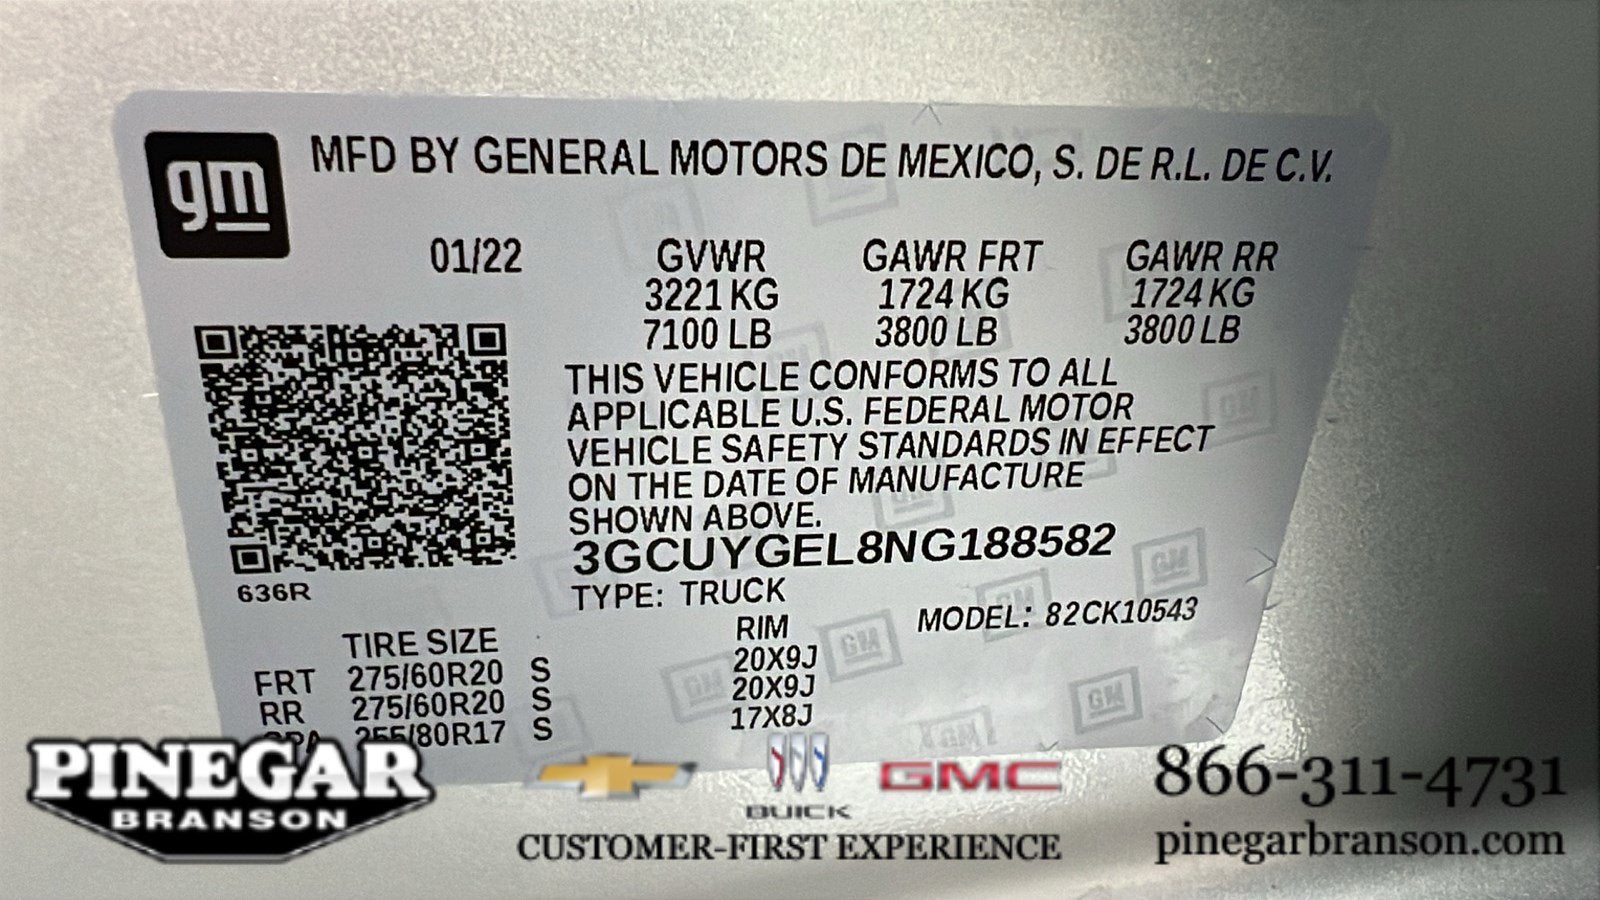 gm
MFD BY GENERAL MOTORS DE MEXICO, S. DE R.L. DE C.V.
01/22 GVWR GAWR FRT GAWR RR
3221 KG 1724 KG 1724 KG
7100 LB 3800 LB 3800 LB
THIS VEHICLE CONFORMS TO ALL
APPLICABLE U.S. FEDERAL MOTOR
VEHICLE SAFETY STANDARDS IN EFFECT
ON THE DATE OF MANUFACTURE
SHOWN ABOVE.
3GCUYGEL8NG188582
636R
TYPE: TRUCK MODEL: 82CK10543
TIRE SIZE RIM
FRT 275/60R20 S 20X9J
RR 275/60R20 S 20X9J
SPA 255/80R17 S 17X8J
PINEGAR
BRANSON
BUICK
GMC
CUSTOMER-FIRST EXPERIENCE
866-311-4731
pinegarbranson.com